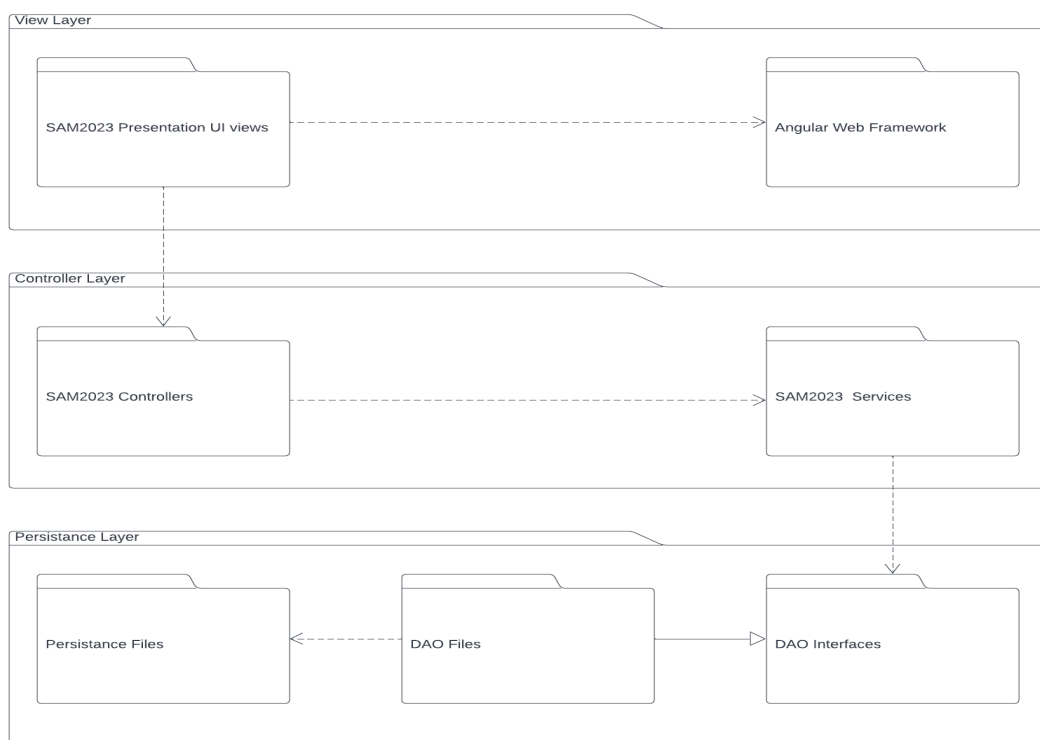 View Layer
SAM2023 Presentation UI views
Angular Web Framework
Controller Layer
SAM2023 Controllers
SAM2023  Services
Persistance Layer
Persistance Files
DAO Files
DAO Interfaces